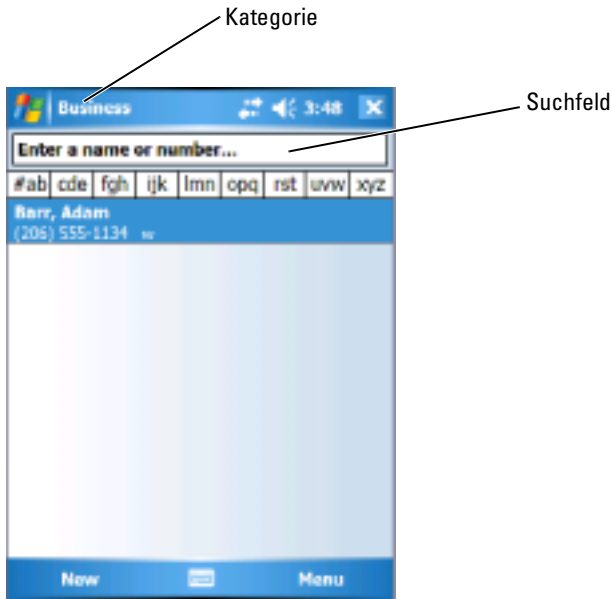 Kategorie
Business 3:48
Suchfeld
Enter a name or number...
#ab cde fgh ijk lmn opq rst uvw xyz
Barr, Adam
(206) 555-1134 w
New Menu